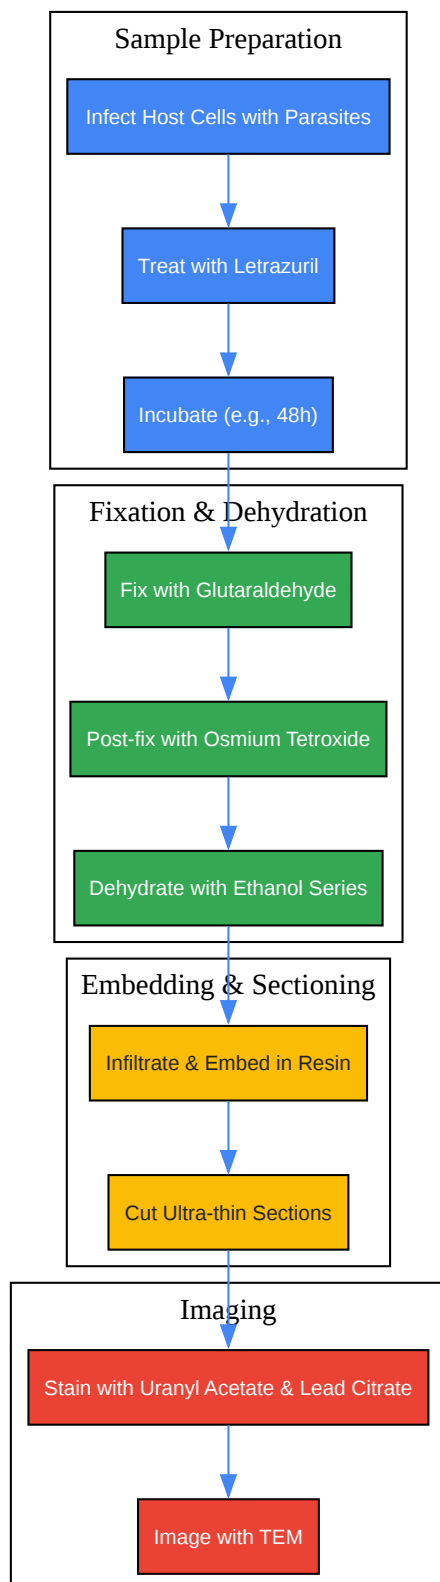 Sample Preparation
Infect Host Cells with Parasites
Treat with Letrazuril
Incubate (e.g., 48h)
Fixation & Dehydration
Fix with Glutaraldehyde
Post-fix with Osmium Tetroxide
Dehydrate with Ethanol Series
Embedding & Sectioning
Infiltrate & Embed in Resin
Cut Ultra-thin Sections
Imaging
Stain with Uranyl Acetate & Lead Citrate
Image with TEM